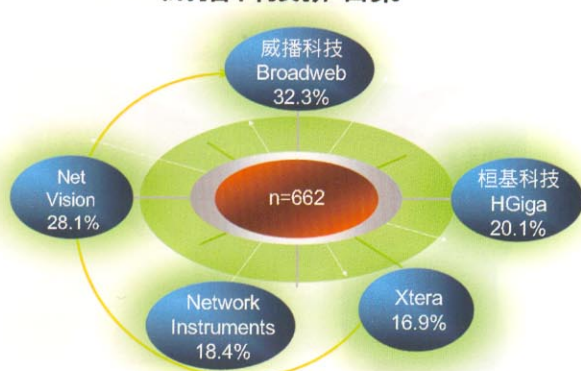 威播科技
Broadweb
32.3%
Net
Vision
28.1%
n=662
桓基科技
HGiga
20.1%
Network
Instruments
18.4%
Xtera
16.9%